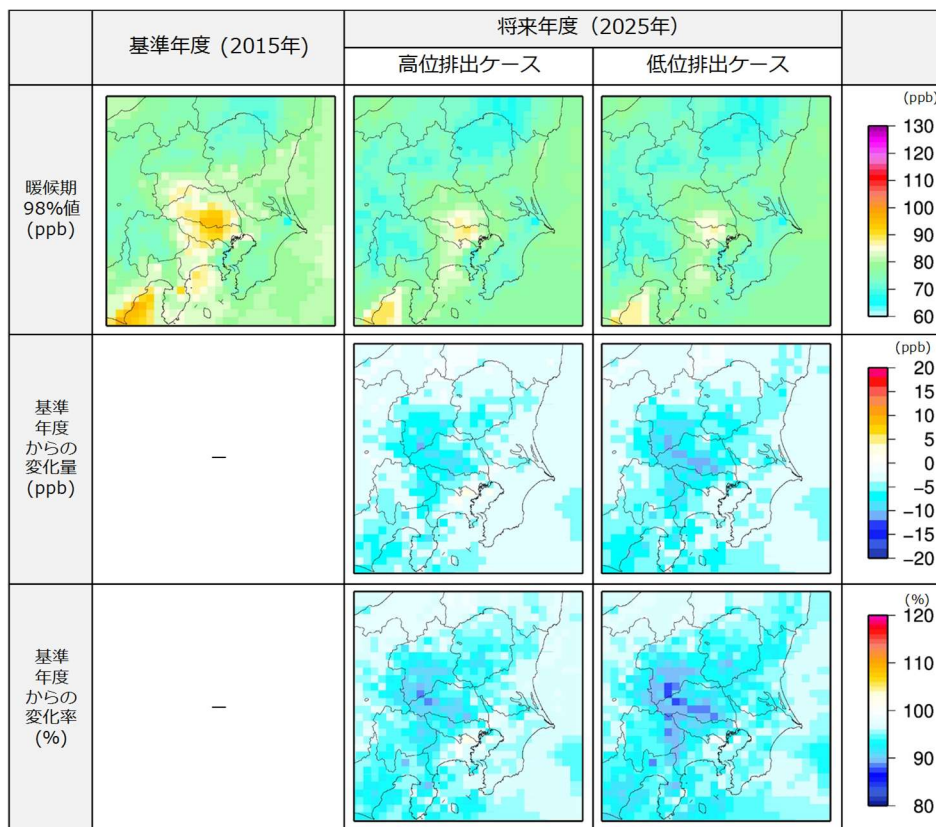 基準年度 (2015年)
将来年度（2025年）
高位排出ケース
低位排出ケース
暖候期
98%値
(ppb)
(ppb)
130
120
110
100
90
80
70
60
基準
年度
からの
変化量
(ppb)
–
(ppb)
20
15
10
5
0
−5
−10
−15
−20
基準
年度
からの
変化率
(%)
–
(%)
120
110
100
90
80